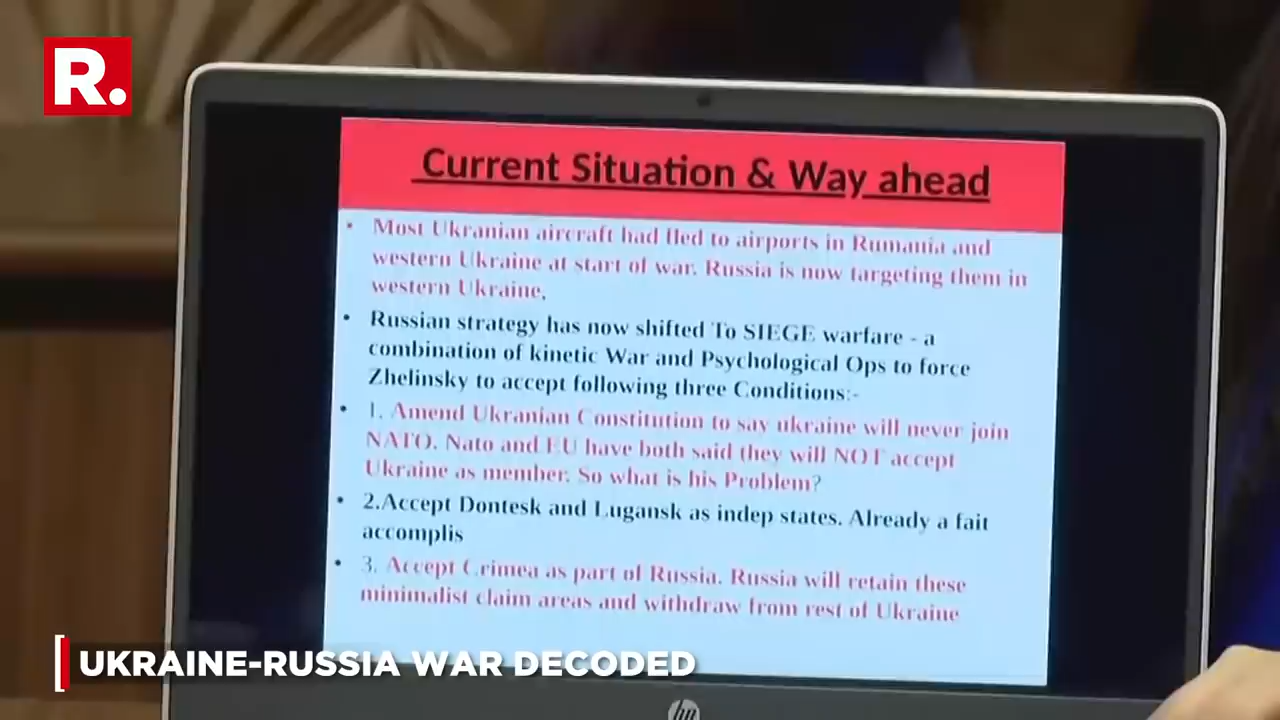 R.
Current Situation & Way ahead
• Most Ukranian aircraft had fled to airports in Rumania and
western Ukraine at start of war. Russia is now targeting them in
western Ukraine.
• Russian strategy has now shifted To SIEGE warfare - a
combination of kinetic War and Psychological Ops to force
Zhelinsky to accept following three Conditions:-
• 1. Amend Ukranian Constitution to say ukraine will never join
NATO. Nato and EU have both said they will NOT accept
Ukraine as member. So what is his Problem?
• 2.Accept Dontesk and Lugansk as indep states. Already a fait
accomplis
• 3. Accept Crimea as part of Russia. Russia will retain these
minimalist claim areas and withdraw from rest of Ukraine
UKRAINE-RUSSIA WAR DECODED
hp